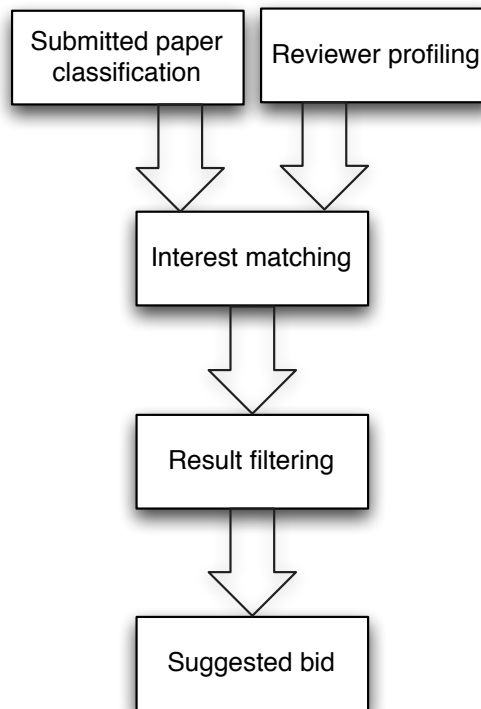 Submitted paper
classification
Reviewer profiling
Interest matching
Result filtering
Suggested bid